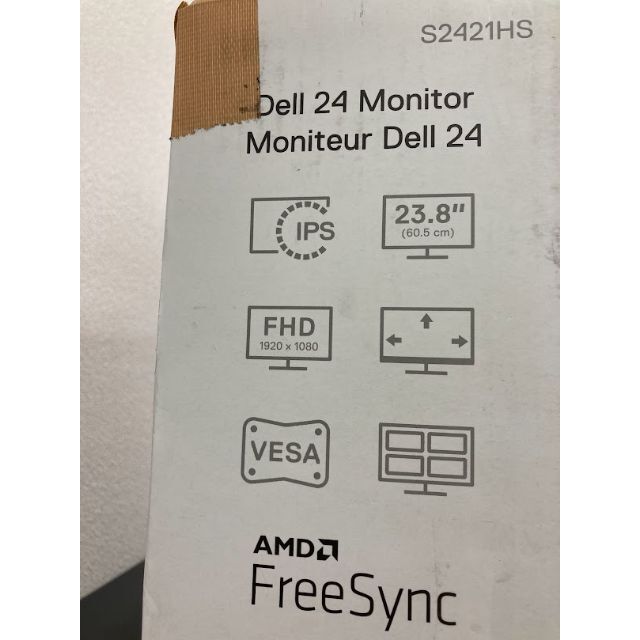 S2421HS
Dell 24 Monitor
Moniteur Dell 24
IPS
23.8"
(60.5 cm)
FHD
1920 x 1080
VESA
AMD
FreeSync